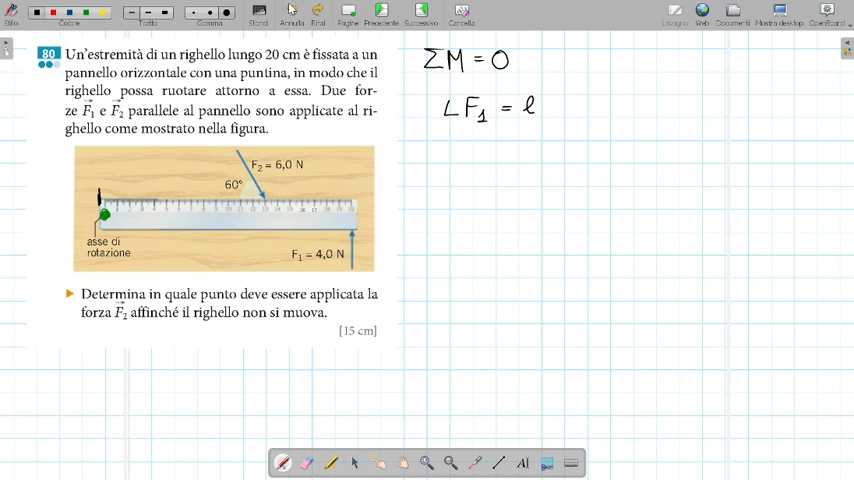 Stilo
Colore
Tratto
Gomma
Sfondi
Annulla
Rifai
Pagine
Precedente
Successivo
Cancella
Lavagna
Web
Documenti
Mostra desktop
OpenBoard
80 Un'estremità di un righello lungo 20 cm è fissata a un
pannello orizzontale con una puntina, in modo che il
righello possa ruotare attorno a essa. Due for-
ze F₁ e F₂ parallele al pannello sono applicate al ri-
ghello come mostrato nella figura.
F₂ = 6,0 N
60°
asse di
rotazione
F₁ = 4,0 N
Determina in quale punto deve essere applicata la
forza F₂ affinché il righello non si muova.
[15 cm]
ΣM = 0
LF₁ = l